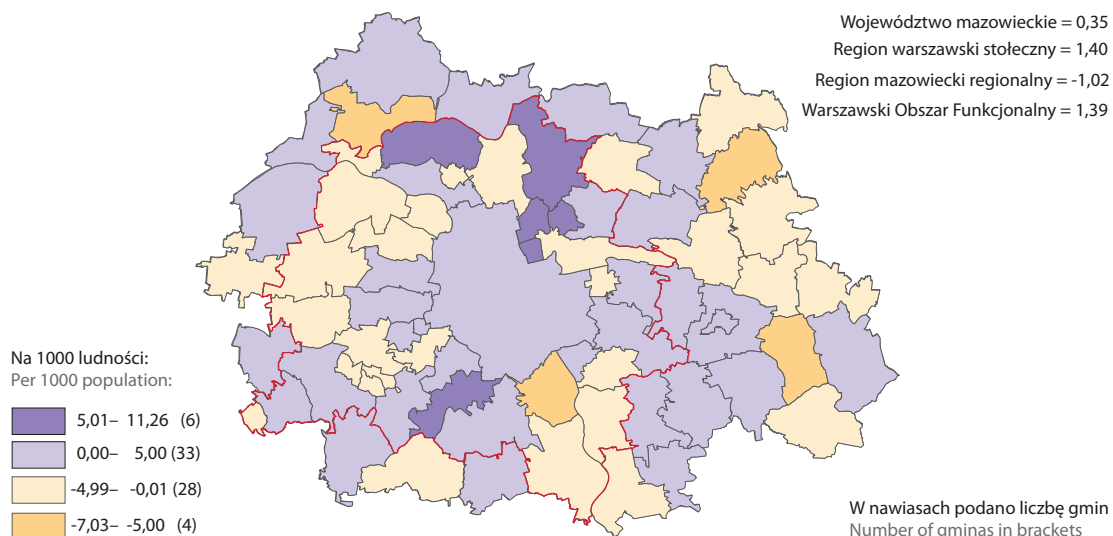 Województwo mazowieckie = 0,35
Region warszawski stołeczny = 1,40
Region mazowiecki regionalny = -1,02
Warszawski Obszar Funkcjonalny = 1,39
Na 1000 ludności:
Per 1000 population:
5,01– 11,26 (6)
0,00– 5,00 (33)
-4,99– -0,01 (28)
-7,03– -5,00 (4)
W nawiasach podano liczbę gmin
Number of gminas in brackets